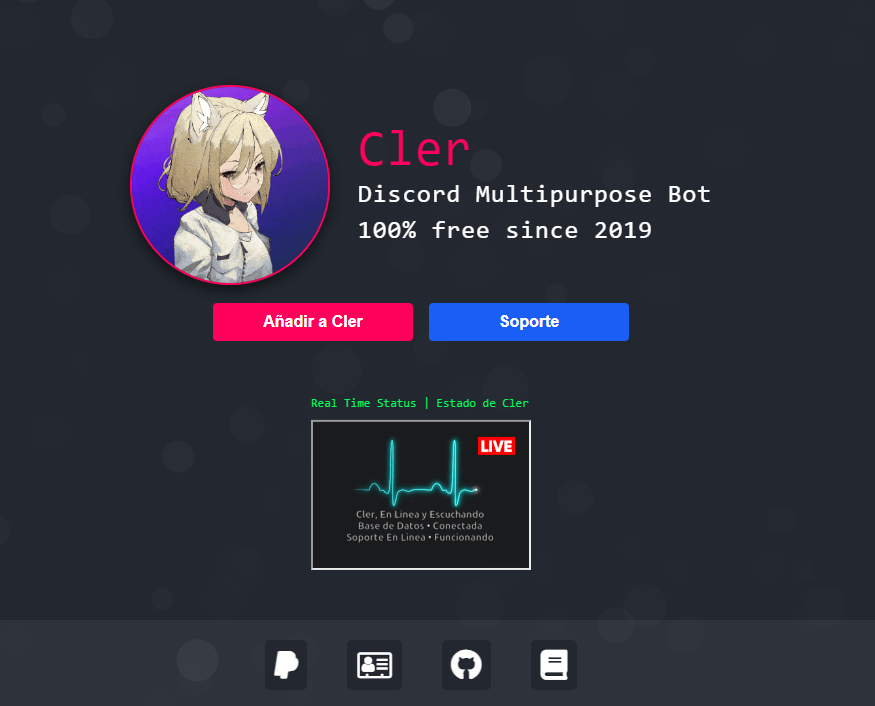 Cler
Discord Multipurpose Bot
100% free since 2019
Añadir a Cler
Soporte
Real Time Status | Estado de Cler
LIVE
Cler, En Linea y Escuchando
Base de Datos • Conectada
Soporte En Linea • Funcionando